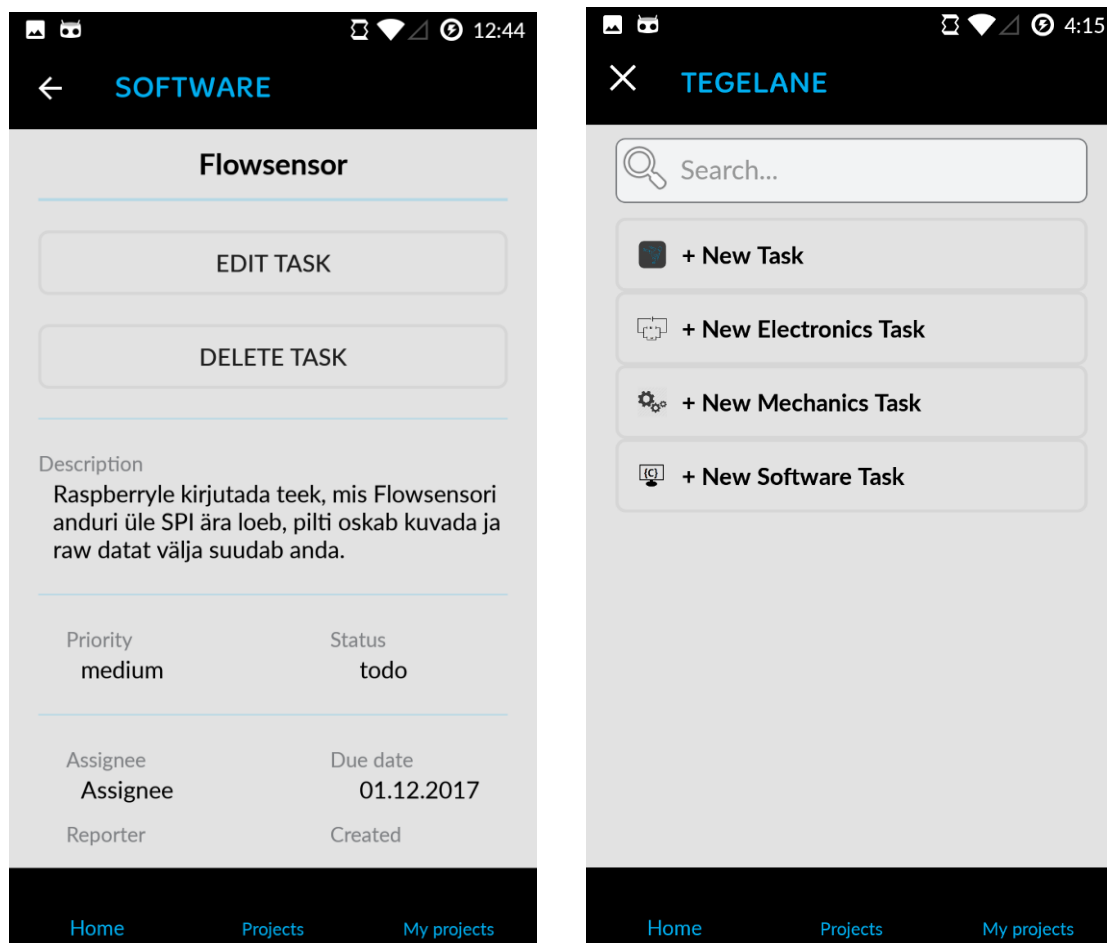 12:44
SOFTWARE
Flowsensor
EDIT TASK
DELETE TASK
Description
Raspberryle kirjutada teek, mis Flowsensori
anduri üle SPI ära loeb, pilti oskab kuvada ja
raw datat välja suudab anda.
Priority Status
medium todo
Assignee Due date
Assignee 01.12.2017
Reporter Created
Home Projects My projects
4:15
TEGELANE
Search...
+ New Task
+ New Electronics Task
+ New Mechanics Task
{C} + New Software Task
Home Projects My projects